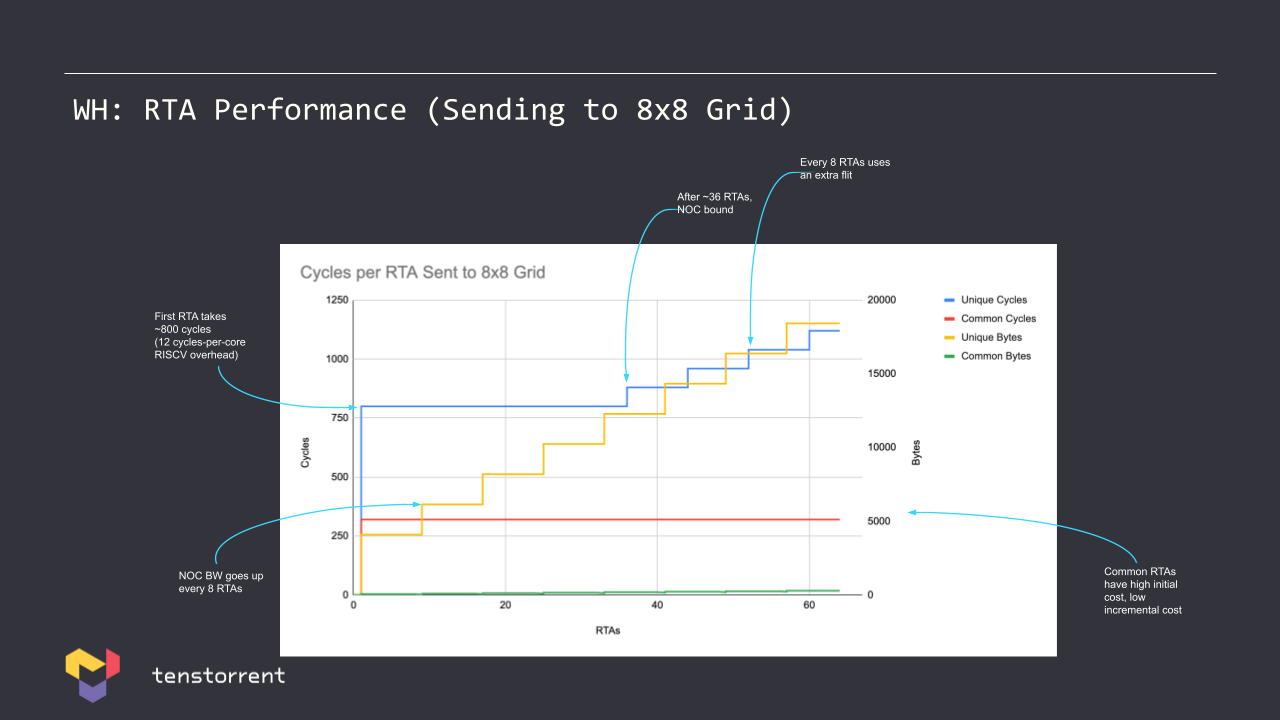 WH: RTA Performance (Sending to 8x8 Grid)
Every 8 RTAs uses
an extra flit
After ~36 RTAs,
NOC bound
First RTA takes
~800 cycles
(12 cycles-per-core
RISCV overhead)
NOC BW goes up
every 8 RTAs
Cycles per RTA Sent to 8x8 Grid
1250
1000
750
500
250
0
Cycles
0
20
40
60
RTAs
20000
15000
10000
5000
0
Bytes
Unique Cycles
Common Cycles
Unique Bytes
Common Bytes
Common RTAs
have high initial
cost, low
incremental cost
tenstorrent